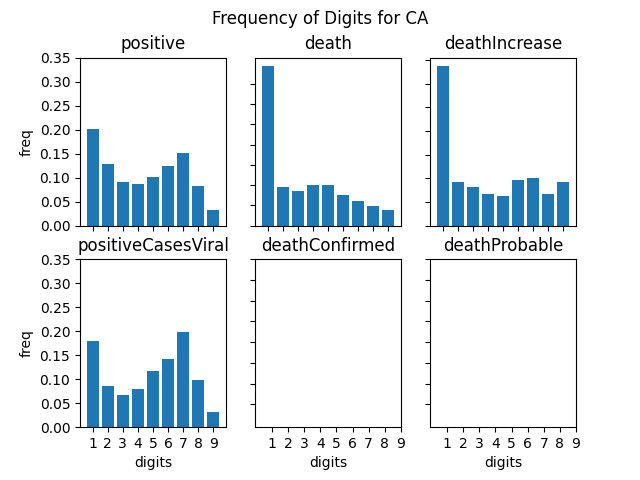 Frequency of Digits for CA
positive death deathIncrease
0.35
0.30
0.25
0.20
0.15
0.10
0.05
0.00
freq
positiveCasesViral deathConfirmed deathProbable
0.35
0.30
0.25
0.20
0.15
0.10
0.05
0.00
freq
1 2 3 4 5 6 7 8 9 1 2 3 4 5 6 7 8 9 1 2 3 4 5 6 7 8 9
digits digits digits